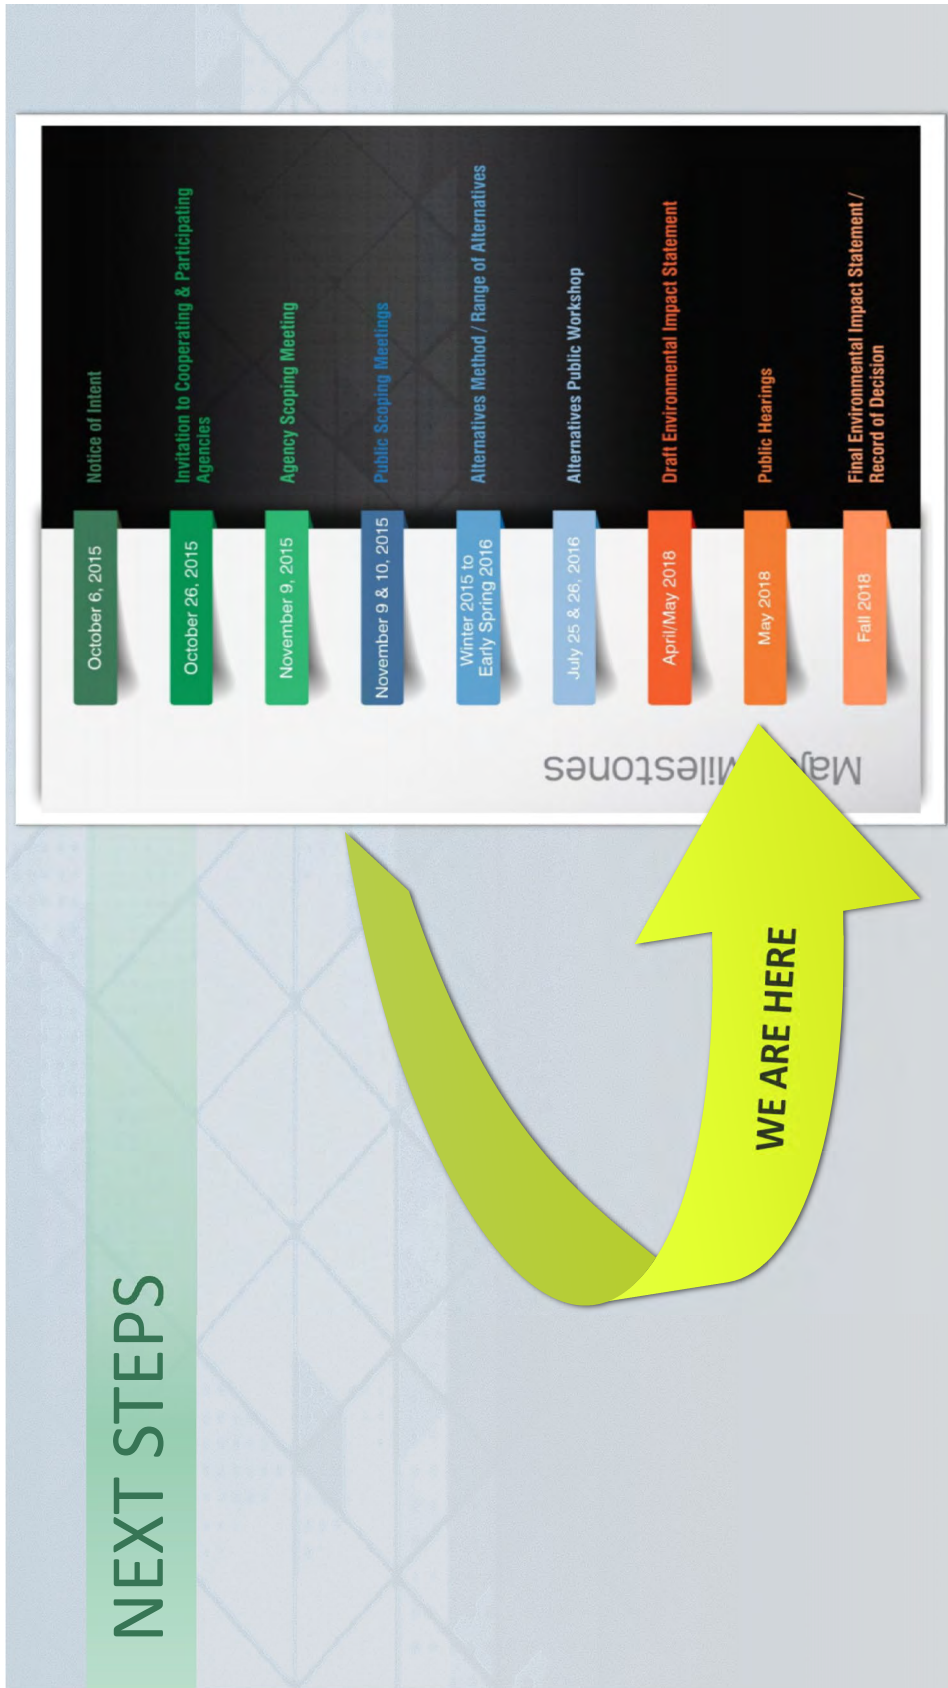 NEXT STEPS
Major Milestones
October 6, 2015
Notice of Intent
October 26, 2015
Invitation to Cooperating & Participating
Agencies
November 9, 2015
Agency Scoping Meeting
November 9 & 10, 2015
Public Scoping Meetings
Winter 2015 to
Early Spring 2016
Alternatives Method / Range of Alternatives
July 25 & 26, 2016
Alternatives Public Workshop
April/May 2018
Draft Environmental Impact Statement
May 2018
Public Hearings
Fall 2018
Final Environmental Impact Statement /
Record of Decision
WE ARE HERE